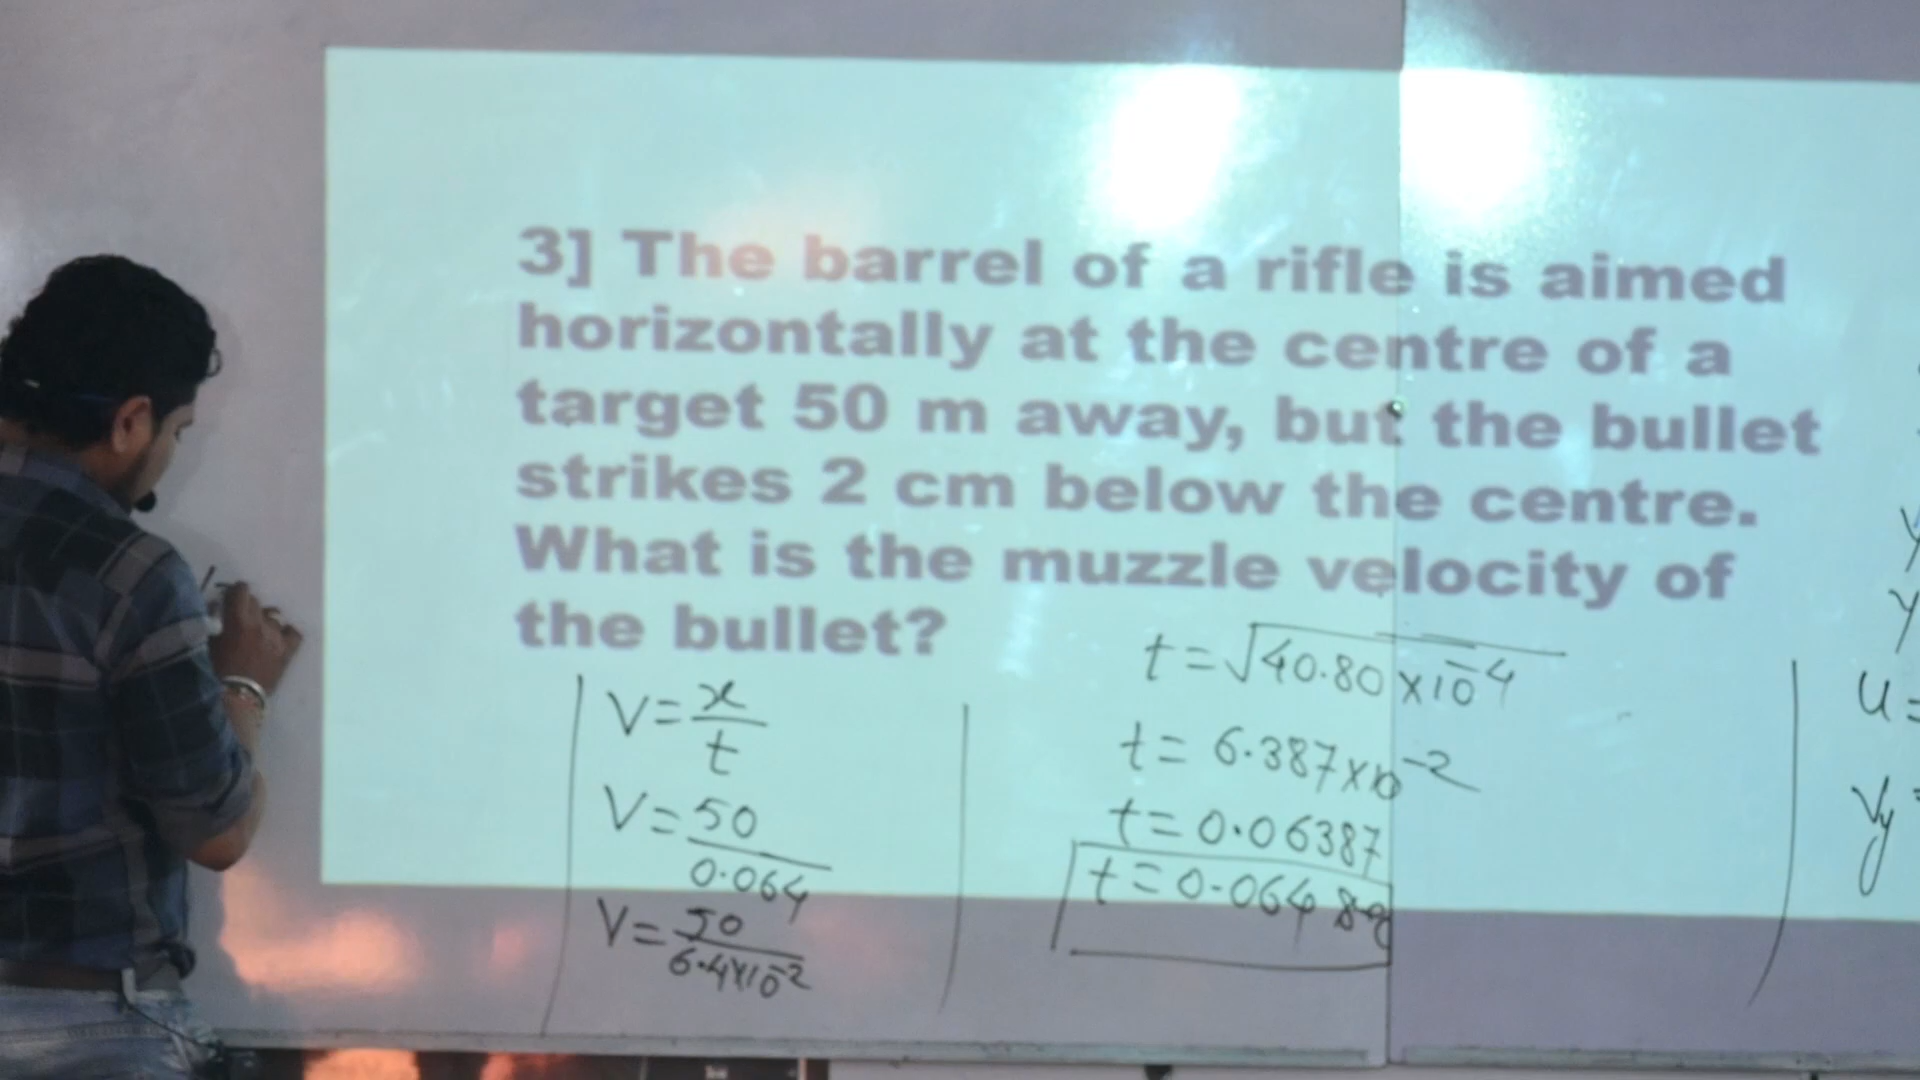 3] The barrel of a rifle is aimed
horizontally at the centre of a
target 50 m away, but the bullet
strikes 2 cm below the centre.
What is the muzzle velocity of
the bullet?
V = x/t
V = 50/0.064
V = 50/6.4×10⁻²
t = √40.80 × 10⁻⁴
t = 6.387×10⁻²
t = 0.06387
t = 0.064
y
y
u =
Vy =